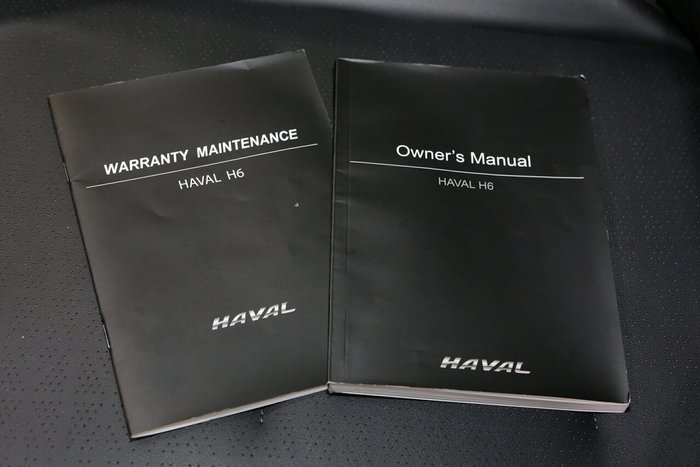 WARRANTY MAINTENANCE
HAVAL H6
HAVAL
Owner's Manual
HAVAL H6
HAVAL